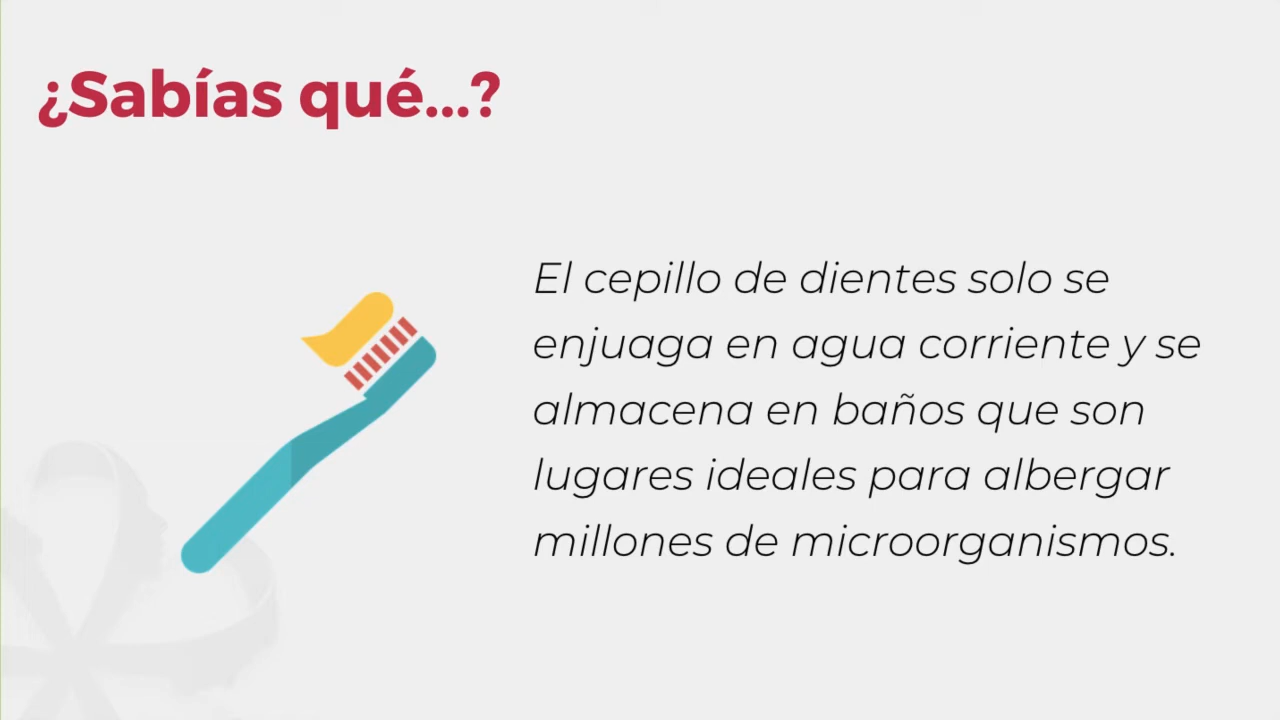 ¿Sabías qué...?
El cepillo de dientes solo se
enjuaga en agua corriente y se
almacena en baños que son
lugares ideales para albergar
millones de microorganismos.